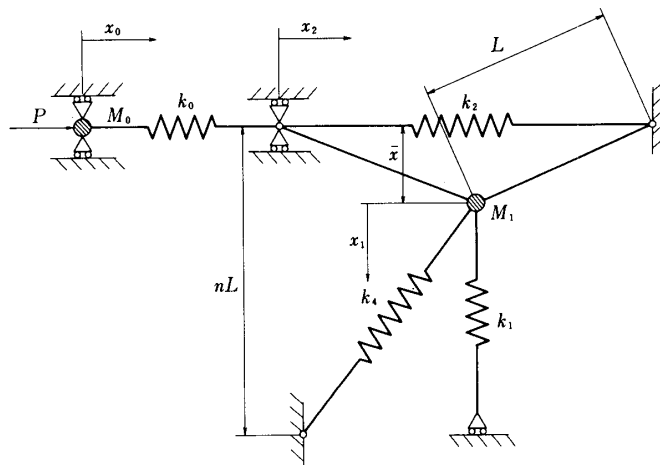 x₀
x₂
L
P
M₀
k₀
k₂
x̄
M₁
x₁
nL
k₄
k₁